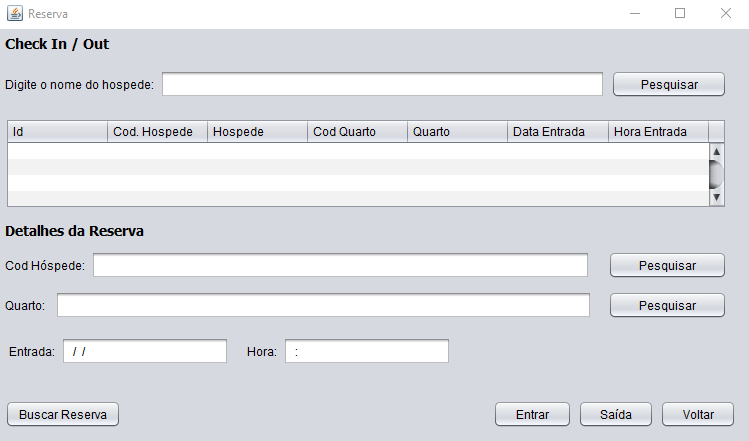 Reserva
Check In / Out
Digite o nome do hospede: Pesquisar
Id Cod. Hospede Hospede Cod Quarto Quarto Data Entrada Hora Entrada
Detalhes da Reserva
Cod Hóspede: Pesquisar
Quarto: Pesquisar
Entrada: / / Hora: :
Buscar Reserva Entrar Saída Voltar